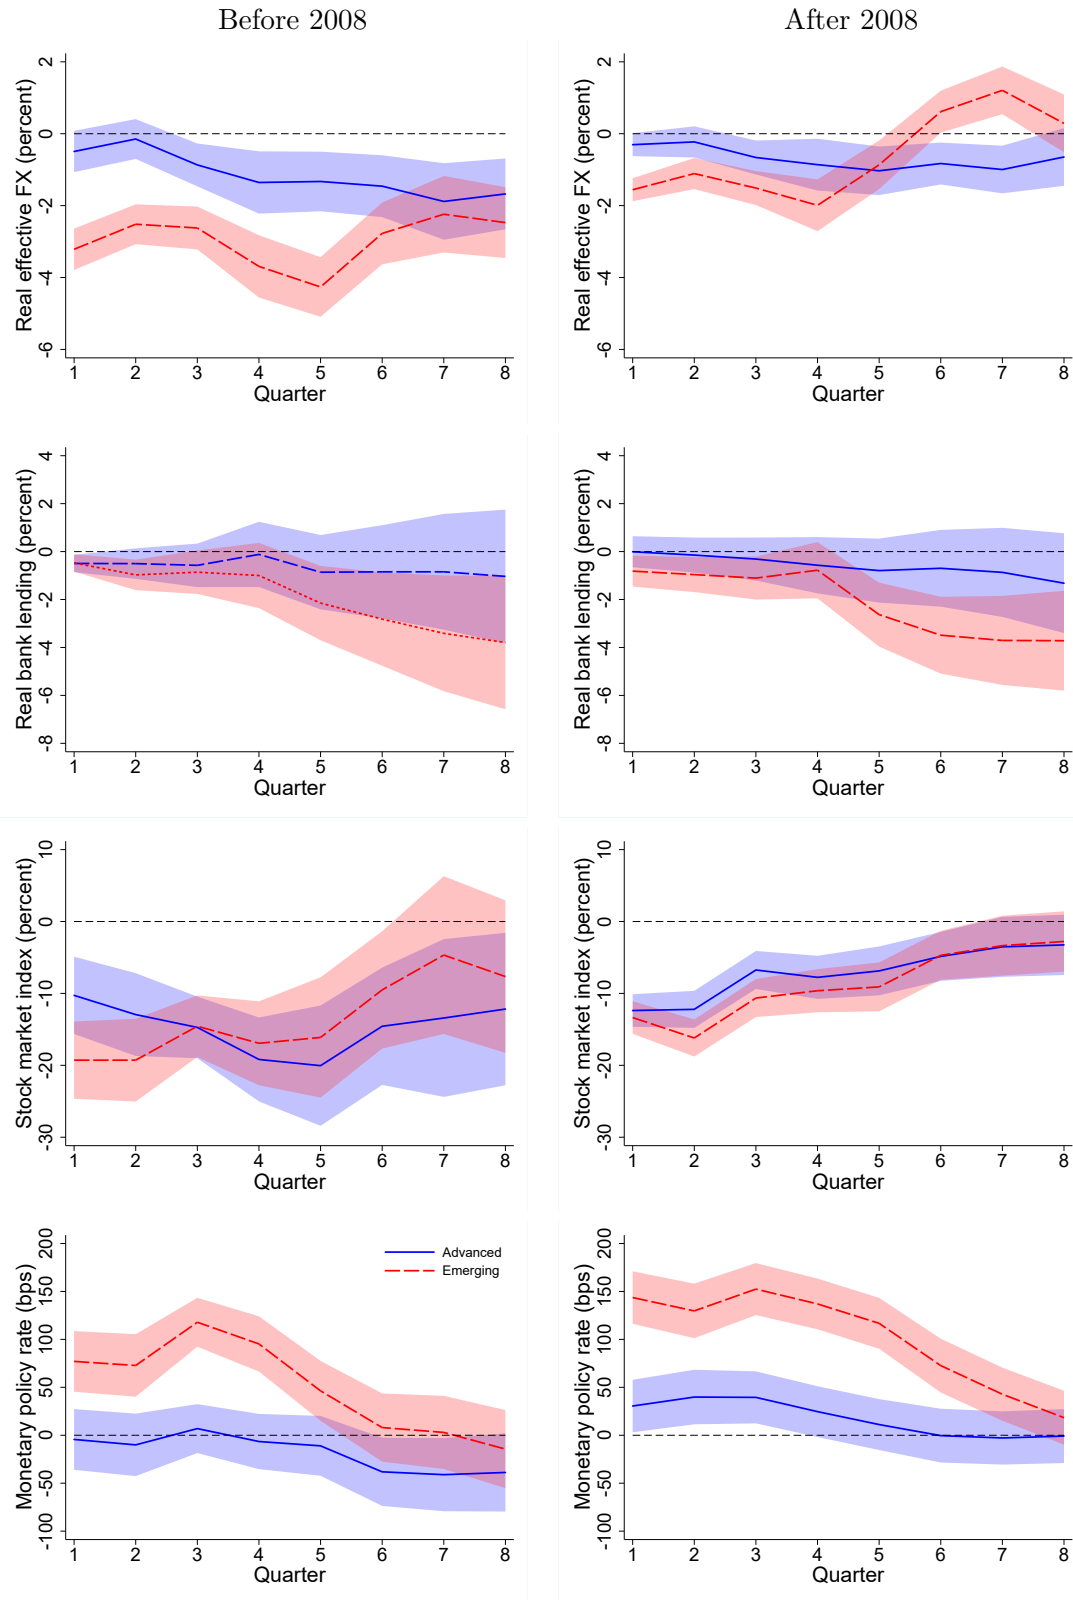 Before 2008
After 2008
Real effective FX (percent)
2
0
-2
-4
-6
1 2 3 4 5 6 7 8
Quarter
Real effective FX (percent)
2
0
-2
-4
-6
1 2 3 4 5 6 7 8
Quarter
Real bank lending (percent)
4
2
0
-2
-4
-6
-8
1 2 3 4 5 6 7 8
Quarter
Real bank lending (percent)
4
2
0
-2
-4
-6
-8
1 2 3 4 5 6 7 8
Quarter
Stock market index (percent)
10
0
-10
-20
-30
1 2 3 4 5 6 7 8
Quarter
Stock market index (percent)
10
0
-10
-20
-30
1 2 3 4 5 6 7 8
Quarter
Monetary policy rate (bps)
200
150
100
50
0
-50
-100
Advanced
Emerging
1 2 3 4 5 6 7 8
Quarter
Monetary policy rate (bps)
200
150
100
50
0
-50
-100
1 2 3 4 5 6 7 8
Quarter